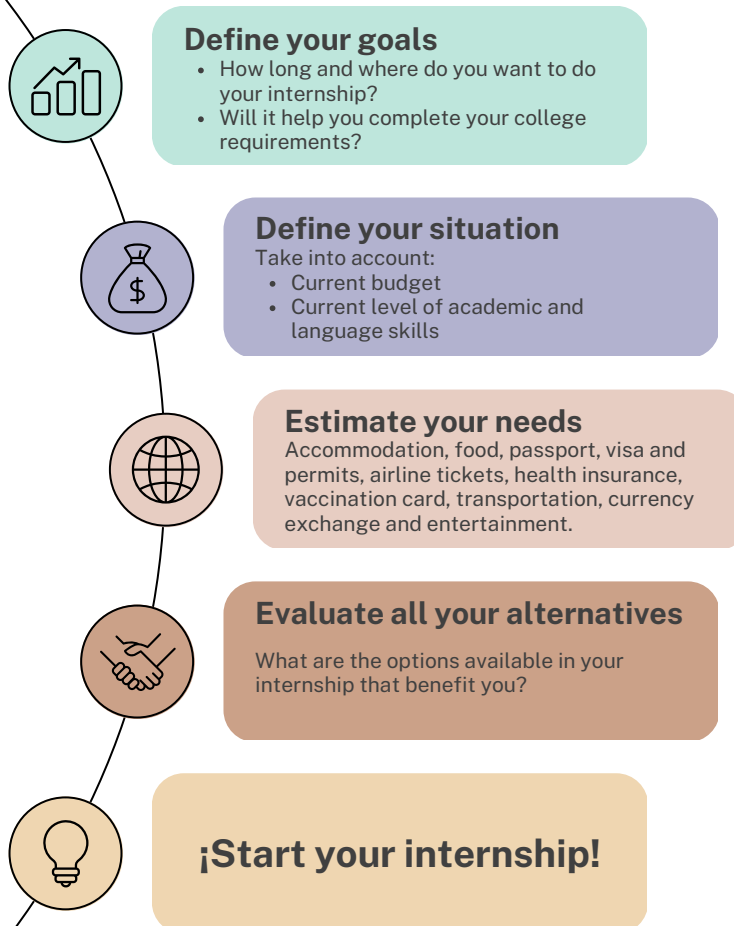 Define your goals
• How long and where do you want to do
your internship?
• Will it help you complete your college
requirements?
Define your situation
Take into account:
• Current budget
• Current level of academic and
language skills
$
Estimate your needs
Accommodation, food, passport, visa and
permits, airline tickets, health insurance,
vaccination card, transportation, currency
exchange and entertainment.
Evaluate all your alternatives
What are the options available in your
internship that benefit you?
¡Start your internship!